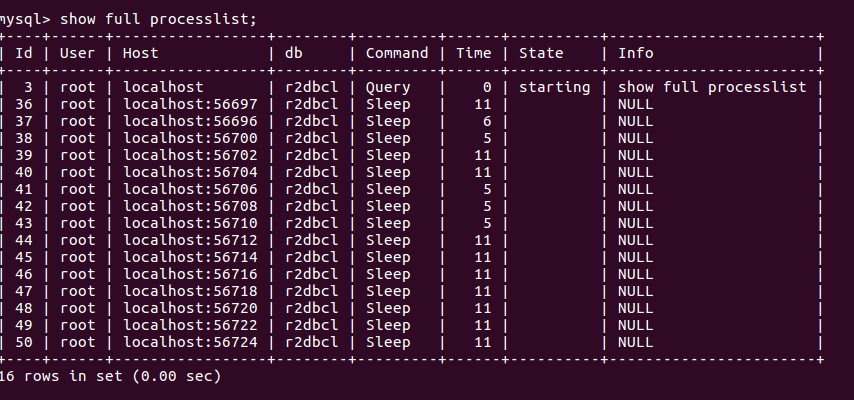 mysql> show full processlist;
+----+------+-----------------+--------+---------+------+----------+-----------------------+
| Id | User | Host            | db     | Command | Time | State    | Info                  |
+----+------+-----------------+--------+---------+------+----------+-----------------------+
|  3 | root | localhost       | r2dbcl | Query   |    0 | starting | show full processlist |
| 36 | root | localhost:56697 | r2dbcl | Sleep   |   11 |          | NULL                  |
| 37 | root | localhost:56696 | r2dbcl | Sleep   |    6 |          | NULL                  |
| 38 | root | localhost:56700 | r2dbcl | Sleep   |    5 |          | NULL                  |
| 39 | root | localhost:56702 | r2dbcl | Sleep   |   11 |          | NULL                  |
| 40 | root | localhost:56704 | r2dbcl | Sleep   |   11 |          | NULL                  |
| 41 | root | localhost:56706 | r2dbcl | Sleep   |    5 |          | NULL                  |
| 42 | root | localhost:56708 | r2dbcl | Sleep   |    5 |          | NULL                  |
| 43 | root | localhost:56710 | r2dbcl | Sleep   |    5 |          | NULL                  |
| 44 | root | localhost:56712 | r2dbcl | Sleep   |   11 |          | NULL                  |
| 45 | root | localhost:56714 | r2dbcl | Sleep   |   11 |          | NULL                  |
| 46 | root | localhost:56716 | r2dbcl | Sleep   |   11 |          | NULL                  |
| 47 | root | localhost:56718 | r2dbcl | Sleep   |   11 |          | NULL                  |
| 48 | root | localhost:56720 | r2dbcl | Sleep   |   11 |          | NULL                  |
| 49 | root | localhost:56722 | r2dbcl | Sleep   |   11 |          | NULL                  |
| 50 | root | localhost:56724 | r2dbcl | Sleep   |   11 |          | NULL                  |
+----+------+-----------------+--------+---------+------+----------+-----------------------+
16 rows in set (0.00 sec)